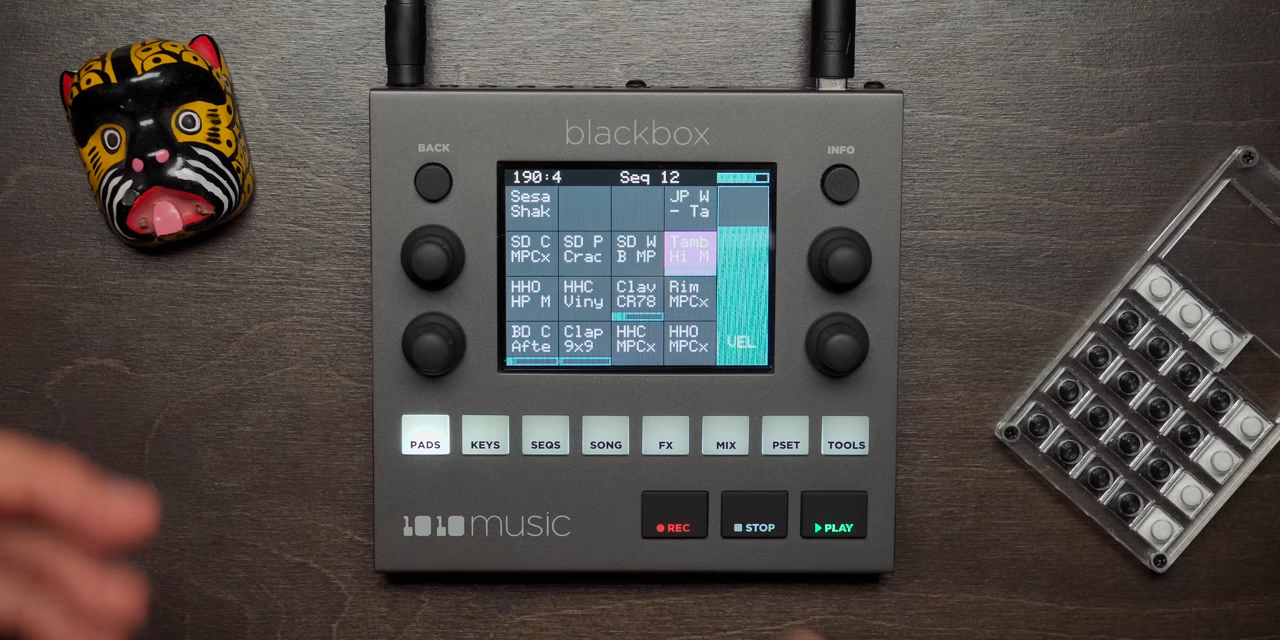 blackbox
BACK
INFO
190:4 Seq 12
Sesa
Shak
JP W
- Ta
SD C
MPCx
SD P
Crac
SD W
B MP
Tamb
Hi M
HHO
HP M
HHC
Viny
Clav
CR78
Rim
MPCx
BD C
Afte
Clap
9x9
HHC
MPCx
HHO
MPCx
VEL
PADS KEYS SEQS SONG FX MIX PSET TOOLS
1010music
REC STOP PLAY